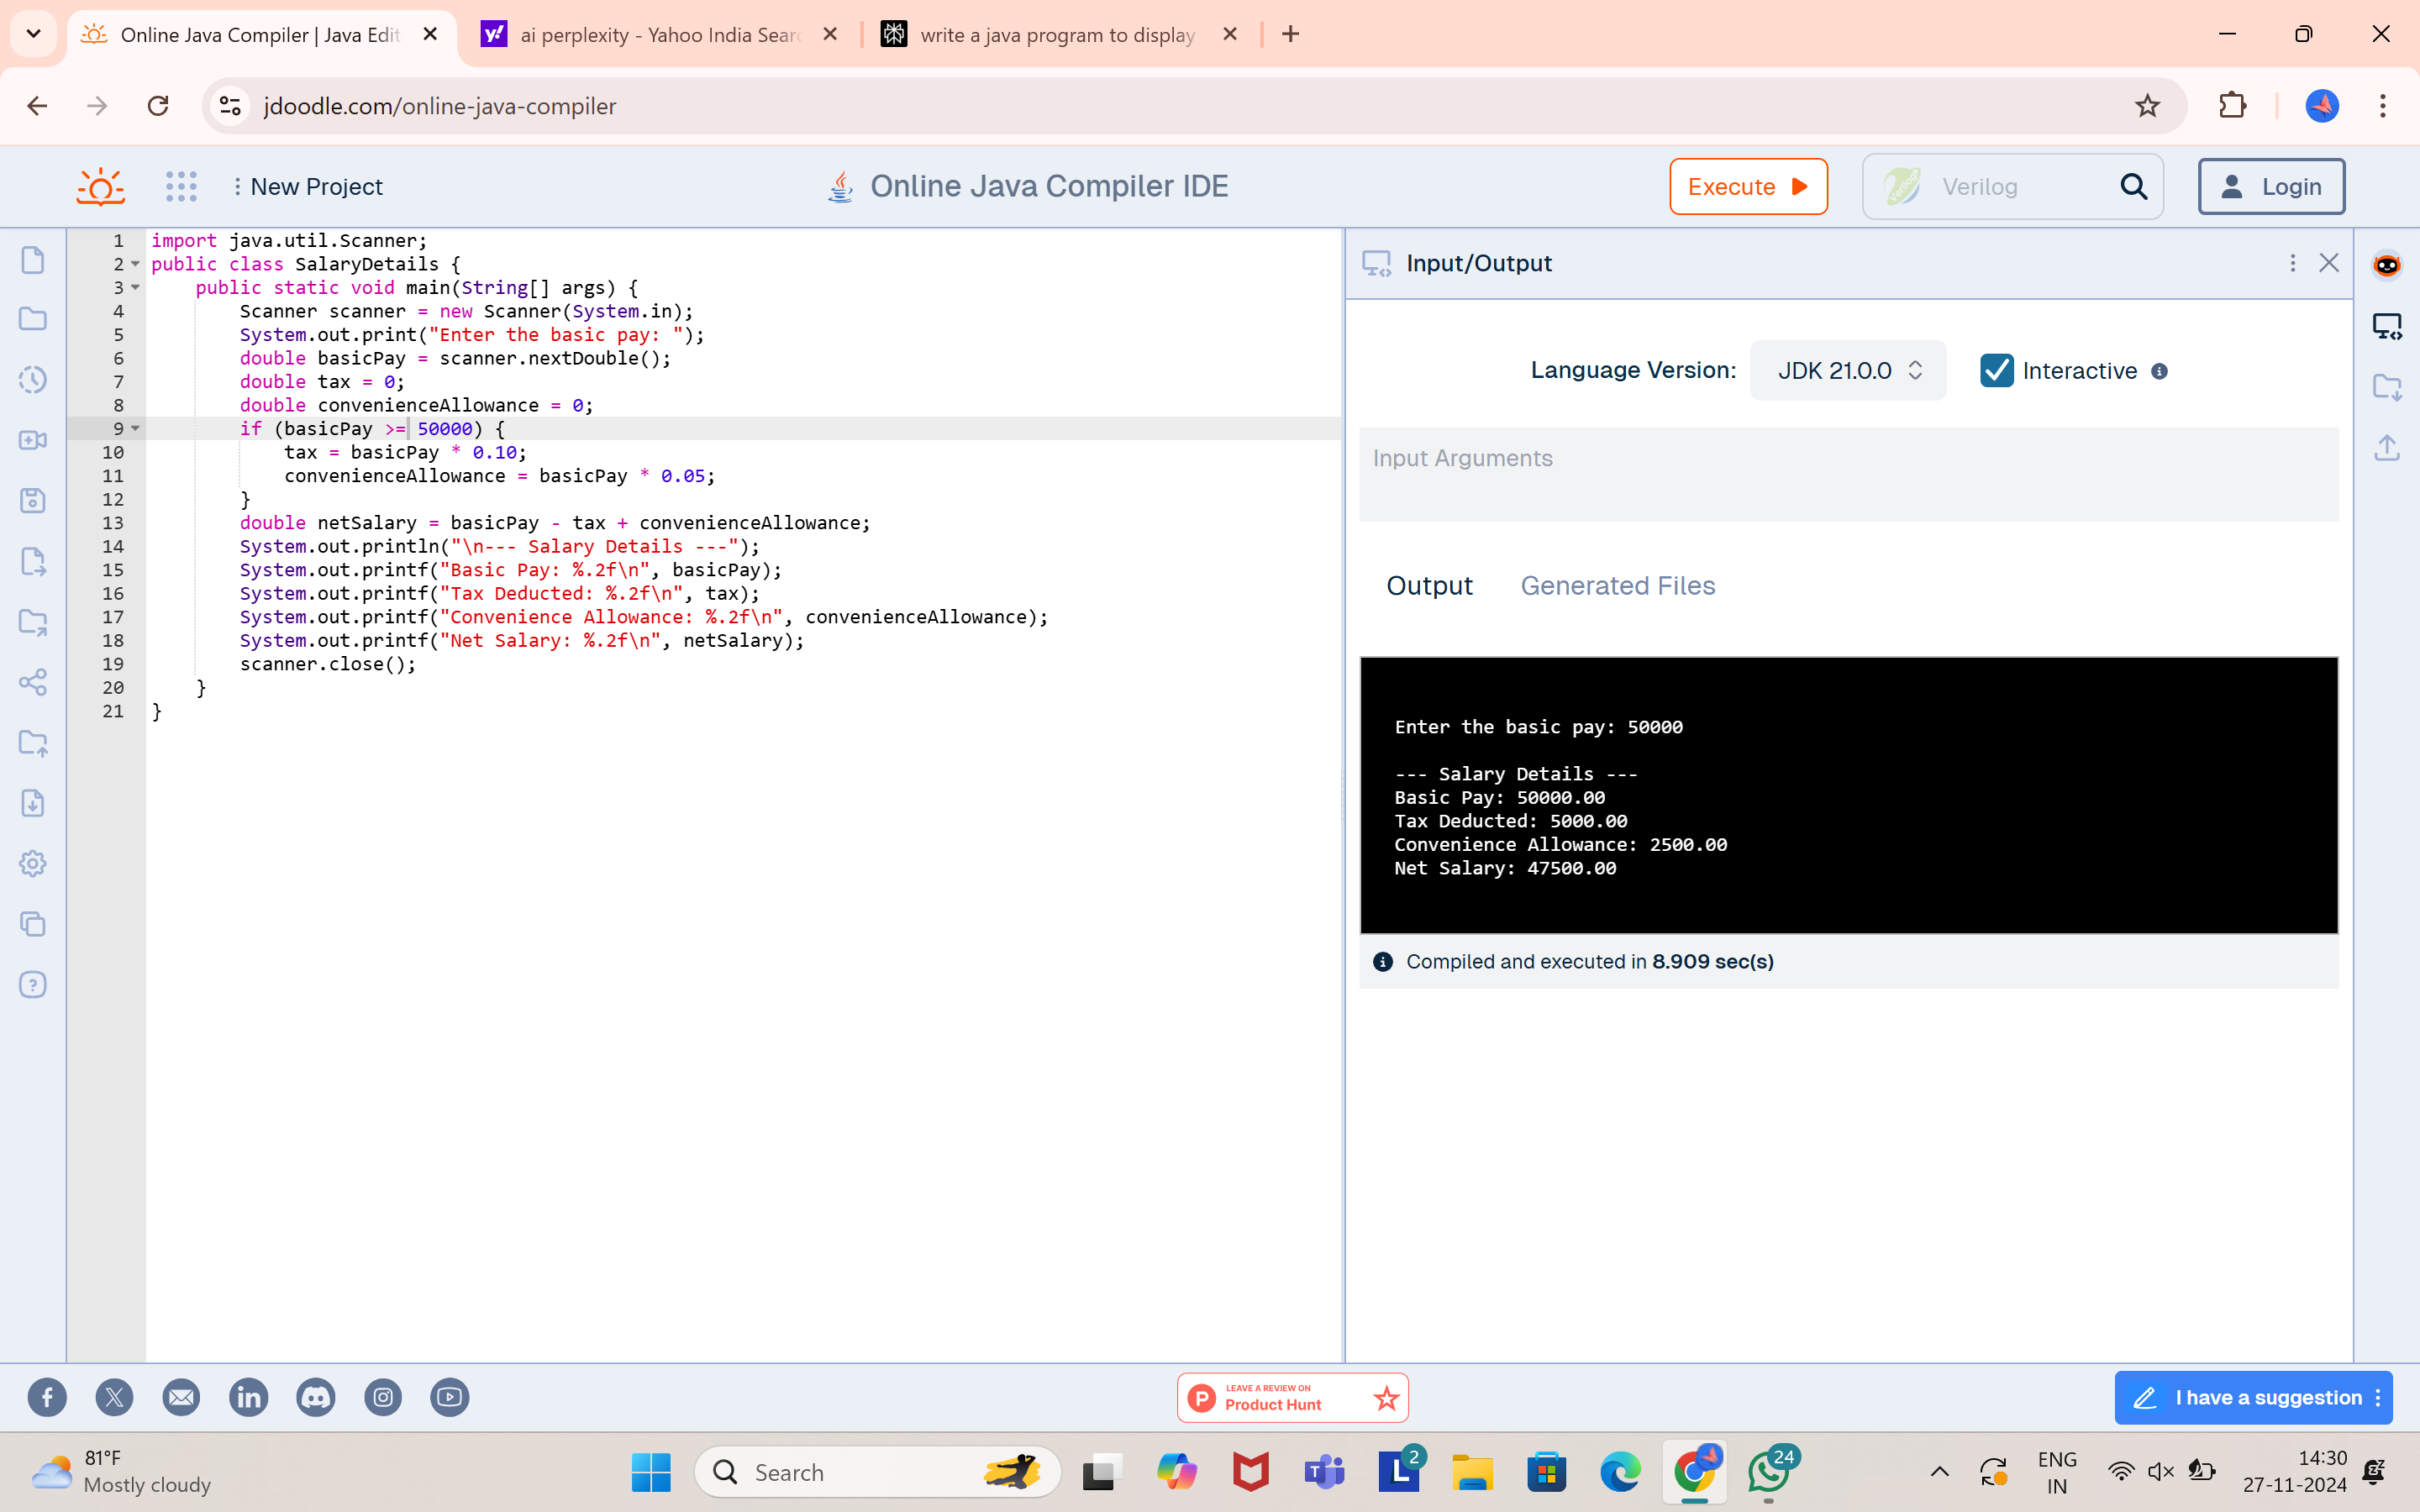 Online Java Compiler | Java Edit
ai perplexity - Yahoo India Sear
write a java program to display
jdoodle.com/online-java-compiler
New Project
Online Java Compiler IDE
Execute
Verilog
Login
1 import java.util.Scanner;
2 public class SalaryDetails {
3 public static void main(String[] args) {
4 Scanner scanner = new Scanner(System.in);
5 System.out.print("Enter the basic pay: ");
6 double basicPay = scanner.nextDouble();
7 double tax = 0;
8 double convenienceAllowance = 0;
9 if (basicPay >= 50000) {
10 tax = basicPay * 0.10;
11 convenienceAllowance = basicPay * 0.05;
12 }
13 double netSalary = basicPay - tax + convenienceAllowance;
14 System.out.println("\n--- Salary Details ---");
15 System.out.printf("Basic Pay: %.2f\n", basicPay);
16 System.out.printf("Tax Deducted: %.2f\n", tax);
17 System.out.printf("Convenience Allowance: %.2f\n", convenienceAllowance);
18 System.out.printf("Net Salary: %.2f\n", netSalary);
19 scanner.close();
20 }
21 }
Input/Output
Language Version: JDK 21.0.0 Interactive
Input Arguments
Output Generated Files
Enter the basic pay: 50000
--- Salary Details ---
Basic Pay: 50000.00
Tax Deducted: 5000.00
Convenience Allowance: 2500.00
Net Salary: 47500.00
Compiled and executed in 8.909 sec(s)
LEAVE A REVIEW ON
Product Hunt
I have a suggestion
81°F
Mostly cloudy
Search
2
24
ENG
IN
14:30
27-11-2024